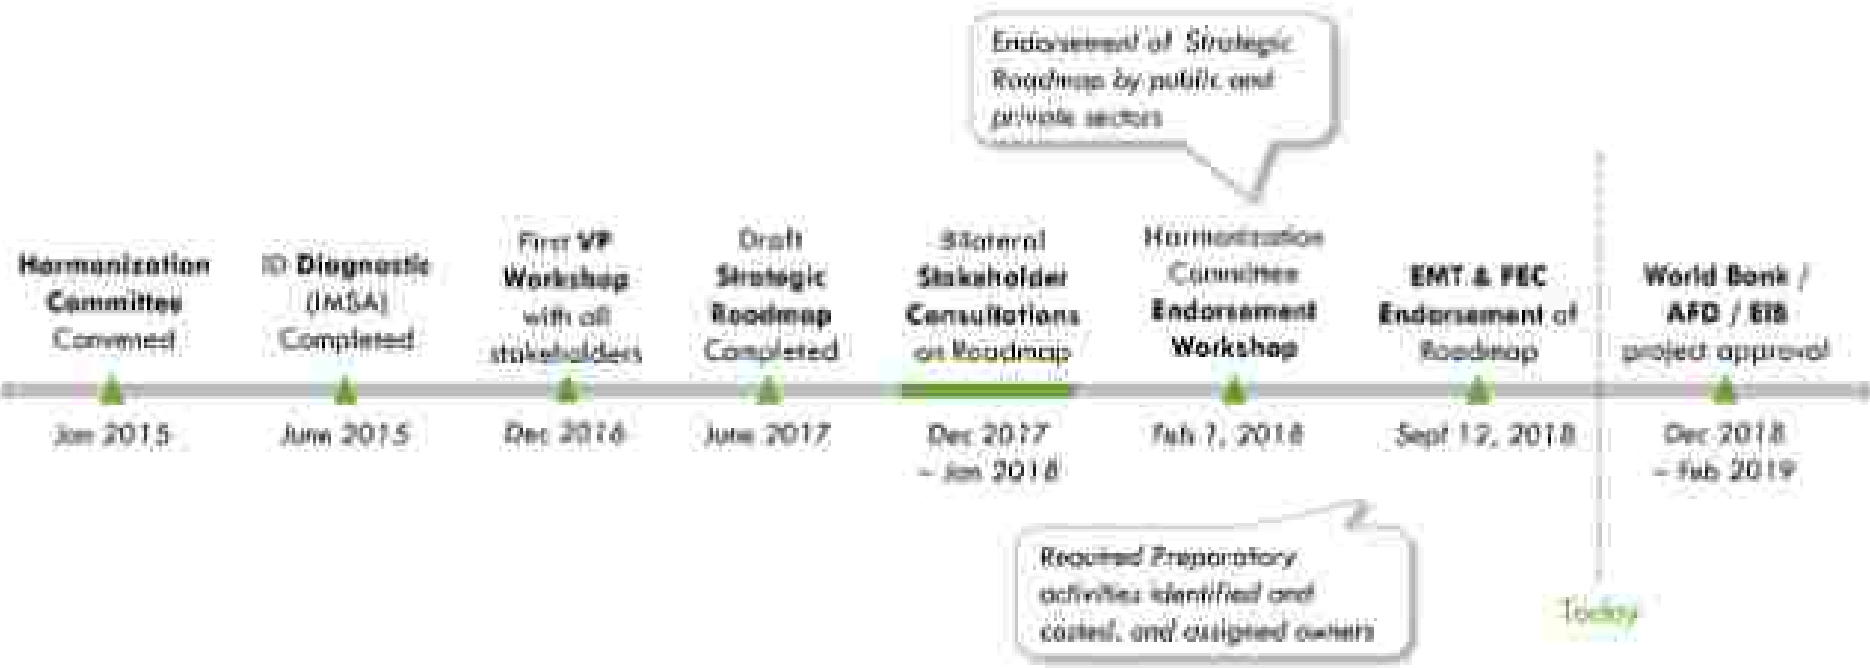 Endorsement of Strategic
Roadmap by public and
private sectors
Harmonization
Committee
Convened
ID Diagnostic
(IMSA)
Completed
First VP
Workshop
with all
stakeholders
Draft
Strategic
Roadmap
Completed
Bilateral
Stakeholder
Consultations
on Roadmap
Harmonization
Committee
Endorsement
Workshop
EMT & FEC
Endorsement of
Roadmap
World Bank /
AFD / EIB
project approval
Jan 2015
June 2015
Dec 2016
June 2017
Dec 2017
– Jan 2018
Feb 1, 2018
Sept 12, 2018
Dec 2018
– Feb 2019
Required Preparatory
activities identified and
costed, and assigned owners
Today